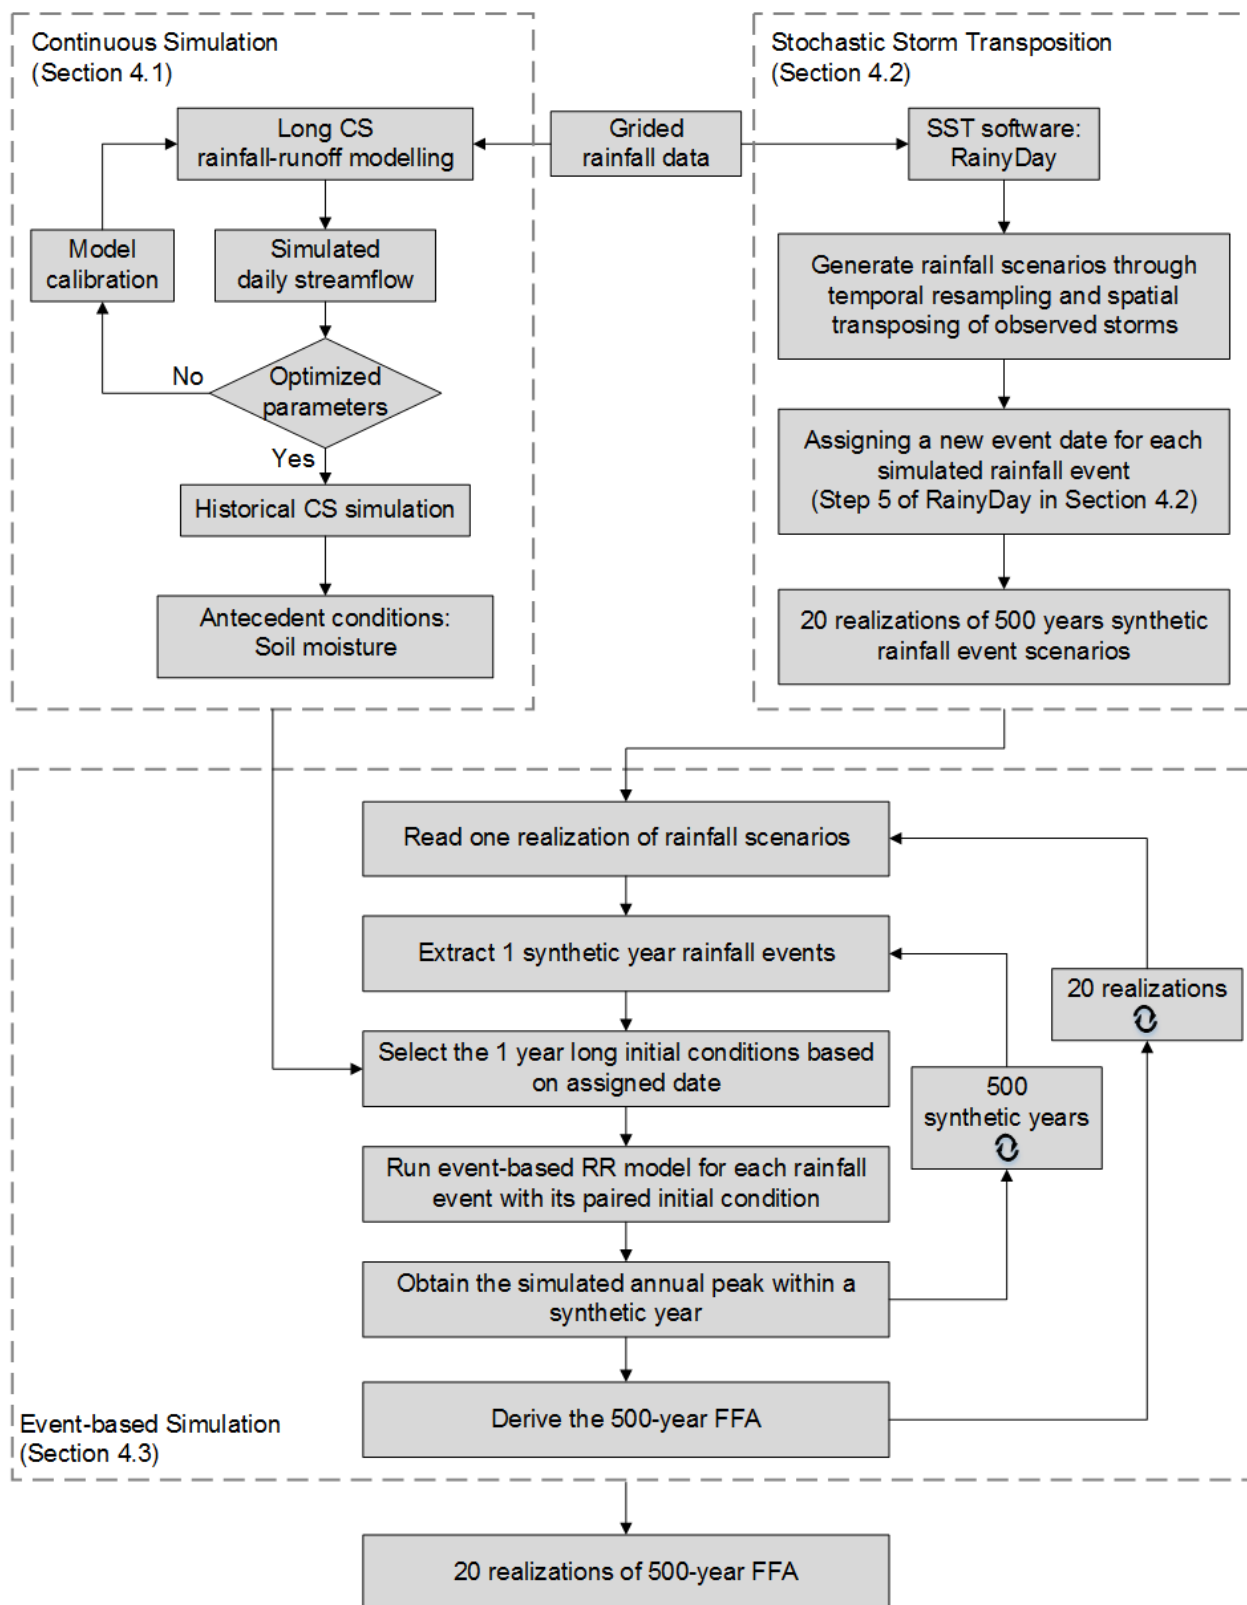 Continuous Simulation
(Section 4.1)
Stochastic Storm Transposition
(Section 4.2)
Long CS
rainfall-runoff modelling
Grided
rainfall data
SST software:
RainyDay
Model
calibration
Simulated
daily streamflow
Generate rainfall scenarios through
temporal resampling and spatial
transposing of observed storms
No
Optimized
parameters
Yes
Assigning a new event date for each
simulated rainfall event
(Step 5 of RainyDay in Section 4.2)
Historical CS simulation
Antecedent conditions:
Soil moisture
20 realizations of 500 years synthetic
rainfall event scenarios
Read one realization of rainfall scenarios
Extract 1 synthetic year rainfall events
20 realizations
Select the 1 year long initial conditions based
on assigned date
500
synthetic years
Run event-based RR model for each rainfall
event with its paired initial condition
Obtain the simulated annual peak within a
synthetic year
Derive the 500-year FFA
Event-based Simulation
(Section 4.3)
20 realizations of 500-year FFA